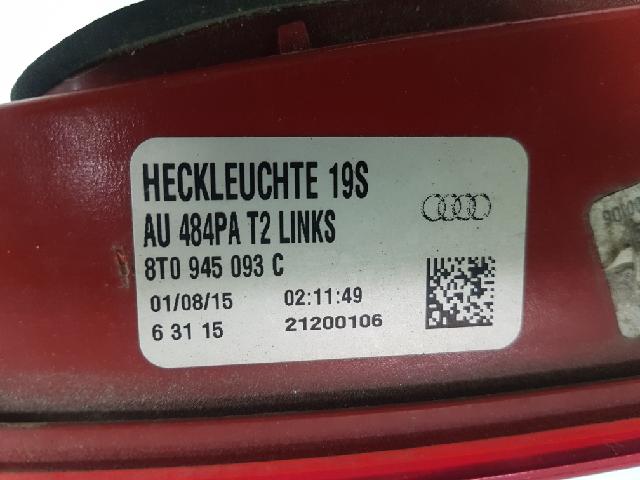 HECKLEUCHTE 19S
AU 484PA T2 LINKS
8T0 945 093 C
01/08/15 02:11:49
6 31 15 21200106